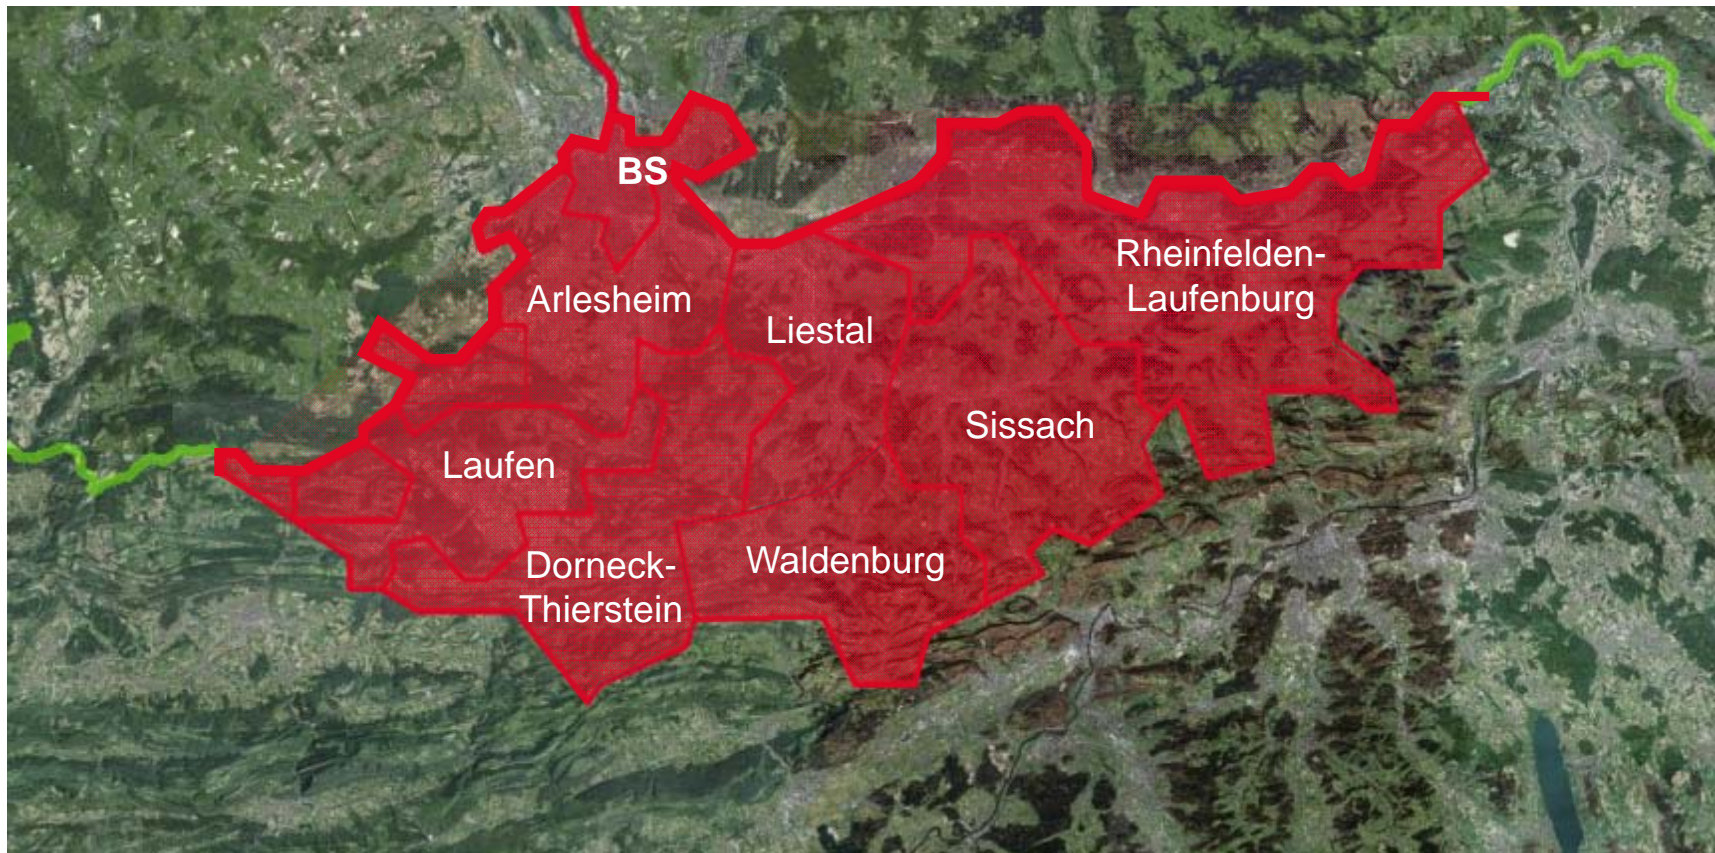 BS
Rheinfelden-
Laufenburg
Arlesheim
Liestal
Sissach
Laufen
Waldenburg
Dorneck-
Thierstein